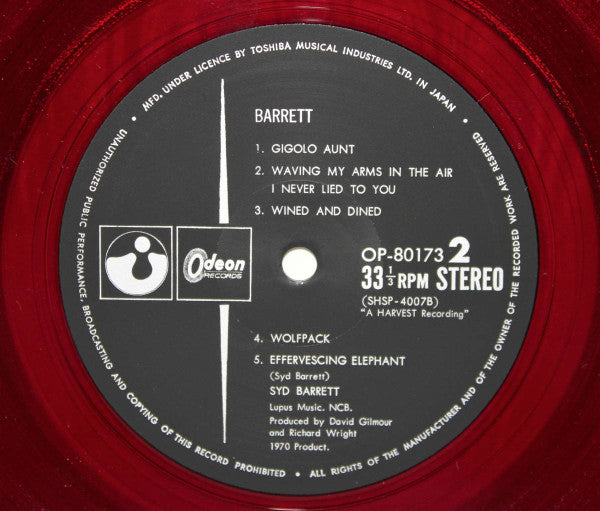 MFD. UNDER LICENCE BY TOSHIBA MUSICAL INDUSTRIES LTD. IN JAPAN •
UNAUTHORIZED PUBLIC PERFORMANCE, BROADCASTING AND COPYING OF THIS RECORD PROHIBITED •
ALL RIGHTS OF THE MANUFACTURER AND OF THE OWNER OF THE RECORDED WORK ARE RESERVED •
BARRETT
1. GIGOLO AUNT
2. WAVING MY ARMS IN THE AIR
I NEVER LIED TO YOU
3. WINED AND DINED
Odeon
RECORDS
OP-80173 2
33 1/3 RPM STEREO
(SHSP-4007B)
"A HARVEST Recording"
4. WOLFPACK
5. EFFERVESCING ELEPHANT
(Syd Barrett)
SYD BARRETT
Lupus Music. NCB.
Produced by David Gilmour
and Richard Wright
1970 Product.